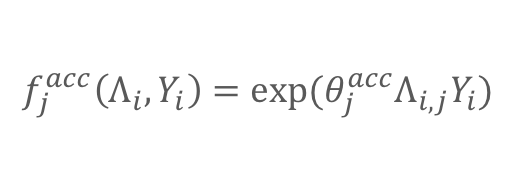 f_j^{acc}(Λ_i, Y_i) = exp(θ_j^{acc} Λ_{i,j} Y_i)